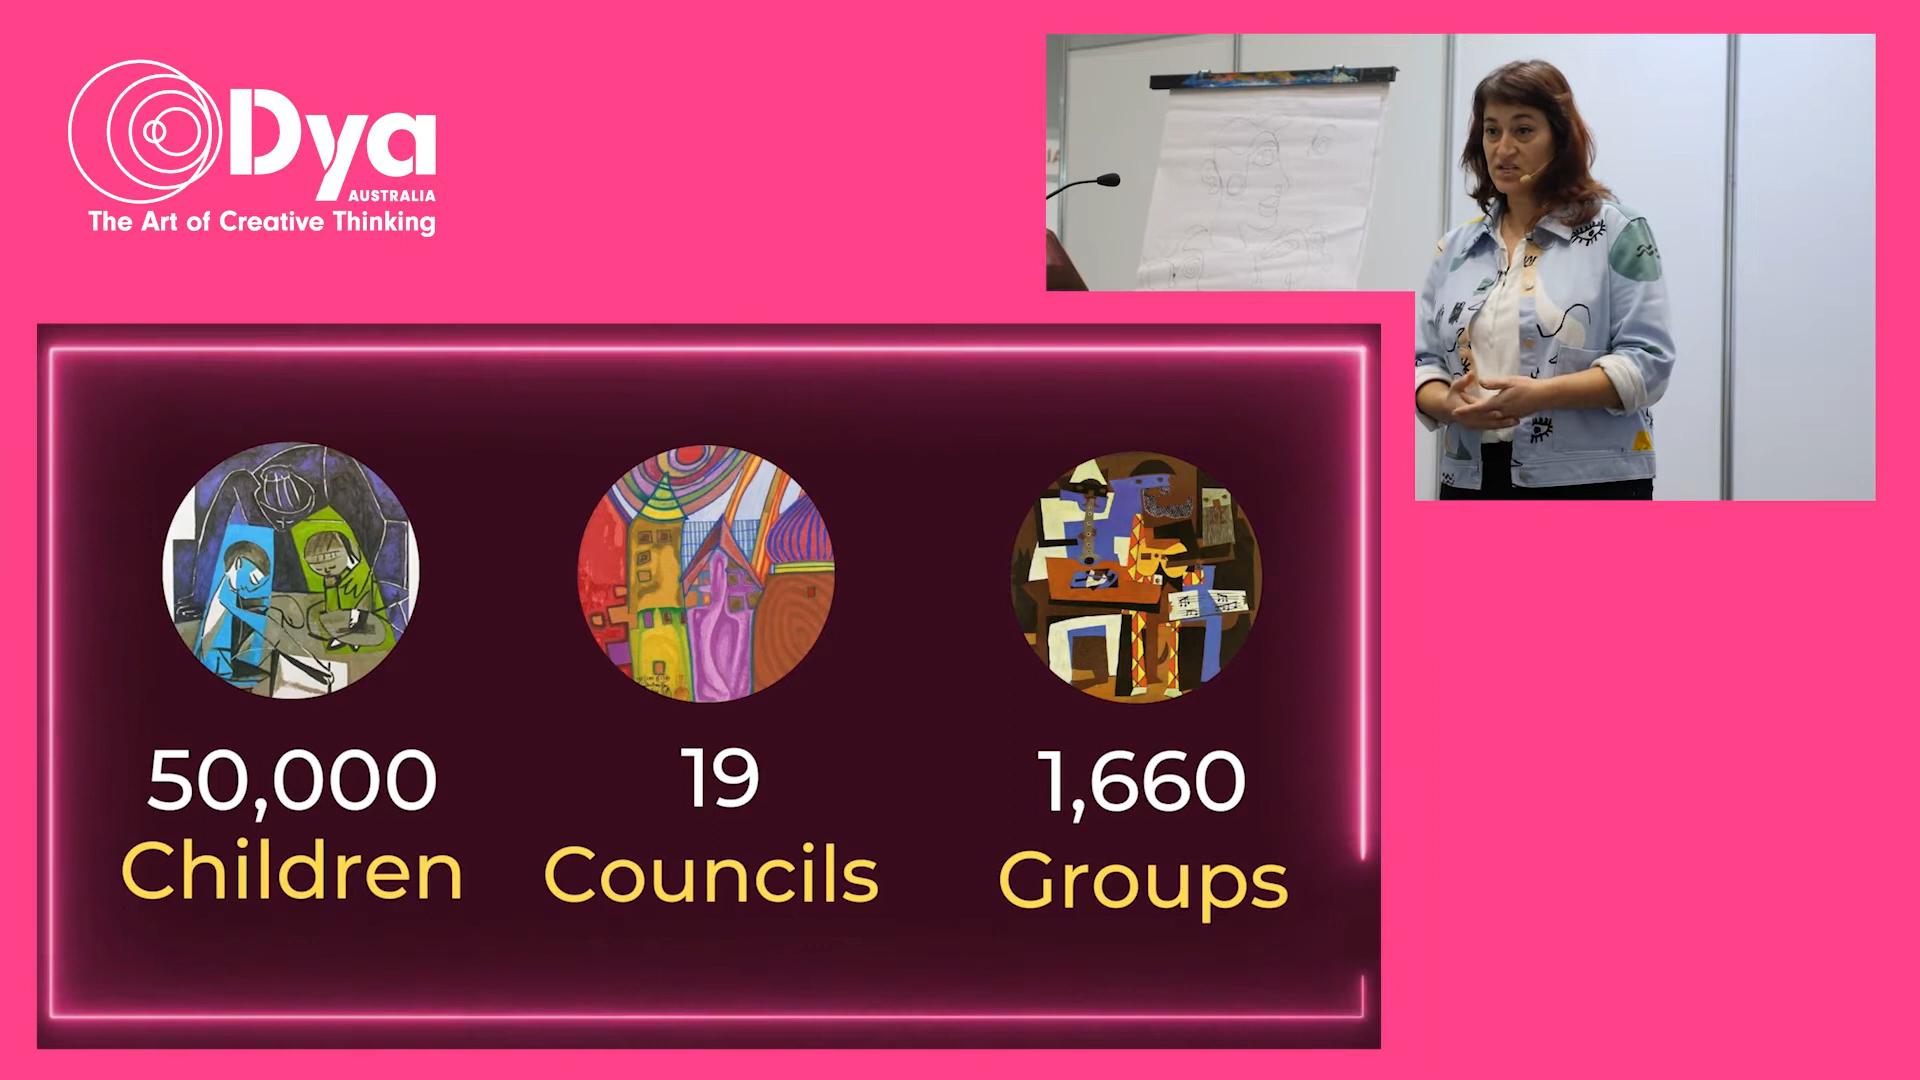 Dya
AUSTRALIA
The Art of Creative Thinking
50,000
Children
19
Councils
1,660
Groups